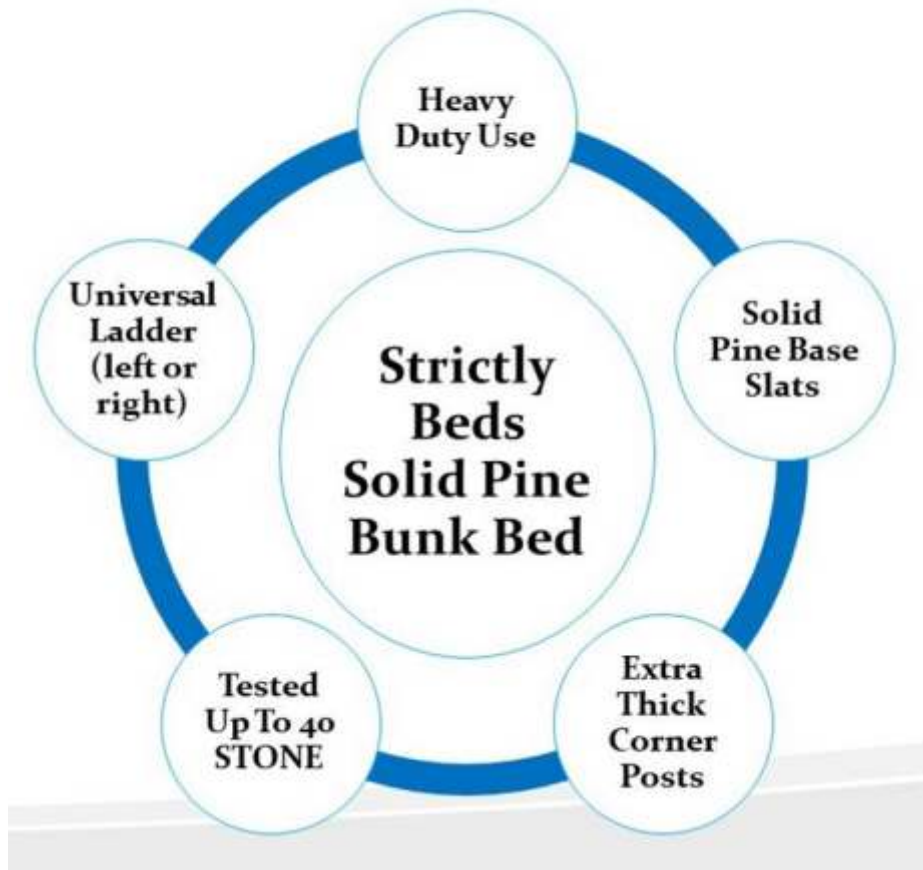 Heavy
Duty Use
Solid
Pine Base
Slats
Extra
Thick
Corner
Posts
Tested
Up To 40
STONE
Universal
Ladder
(left or
right)
Strictly
Beds
Solid Pine
Bunk Bed